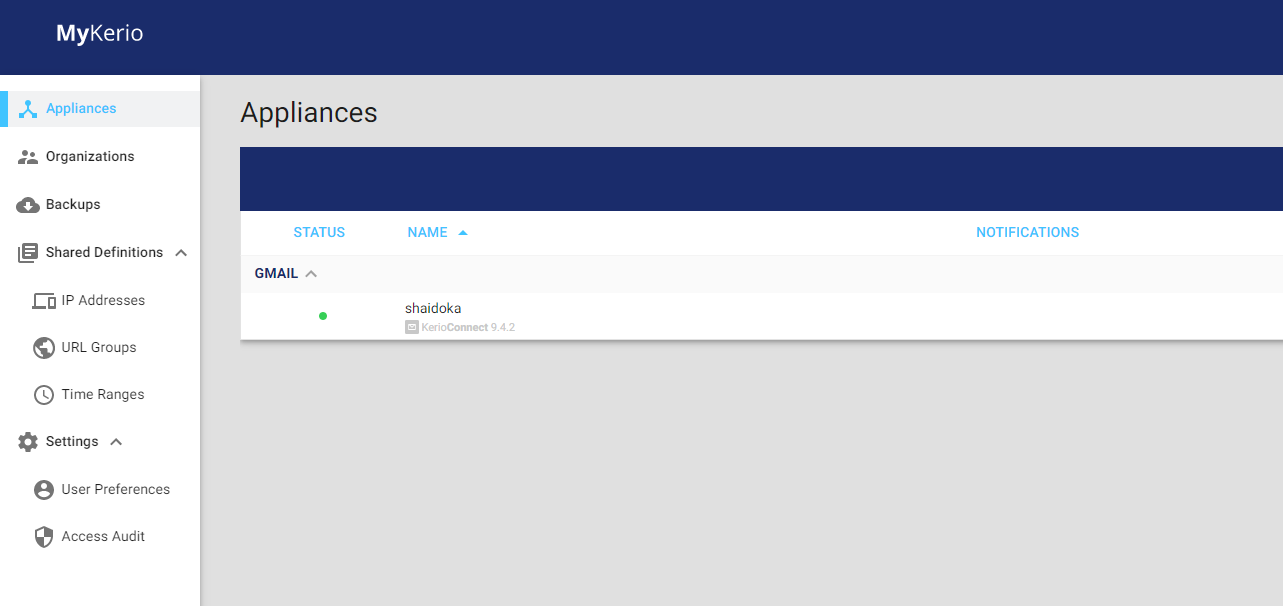 MyKerio
Appliances
Organizations
Backups
Shared Definitions
IP Addresses
URL Groups
Time Ranges
Settings
User Preferences
Access Audit
Appliances
STATUS NAME NOTIFICATIONS
GMAIL
shaidoka
KerioConnect 9.4.2